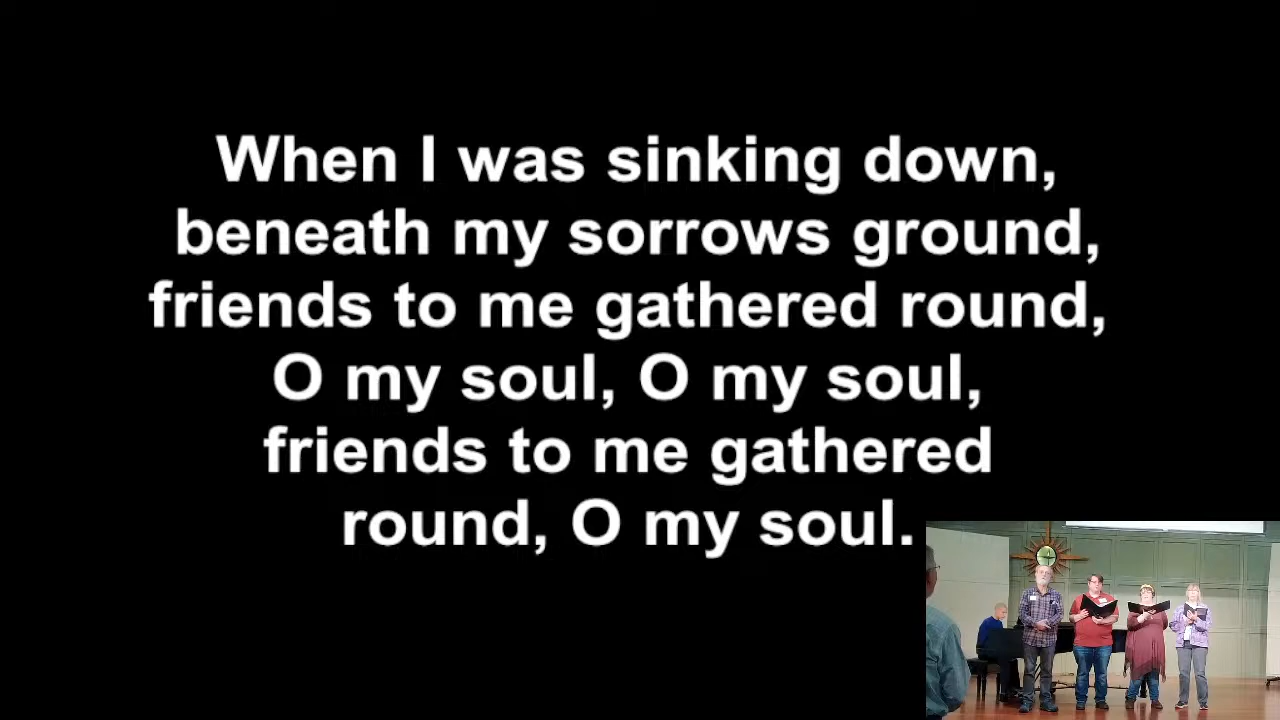 When I was sinking down,
beneath my sorrows ground,
friends to me gathered round,
O my soul, O my soul,
friends to me gathered
round, O my soul.